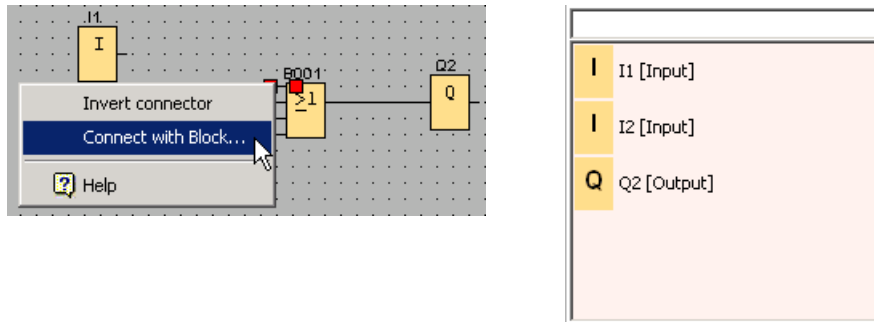 I1
I
B001
≥1
Q2
Q
Invert connector
Connect with Block...
? Help
I I1 [Input]
I I2 [Input]
Q Q2 [Output]